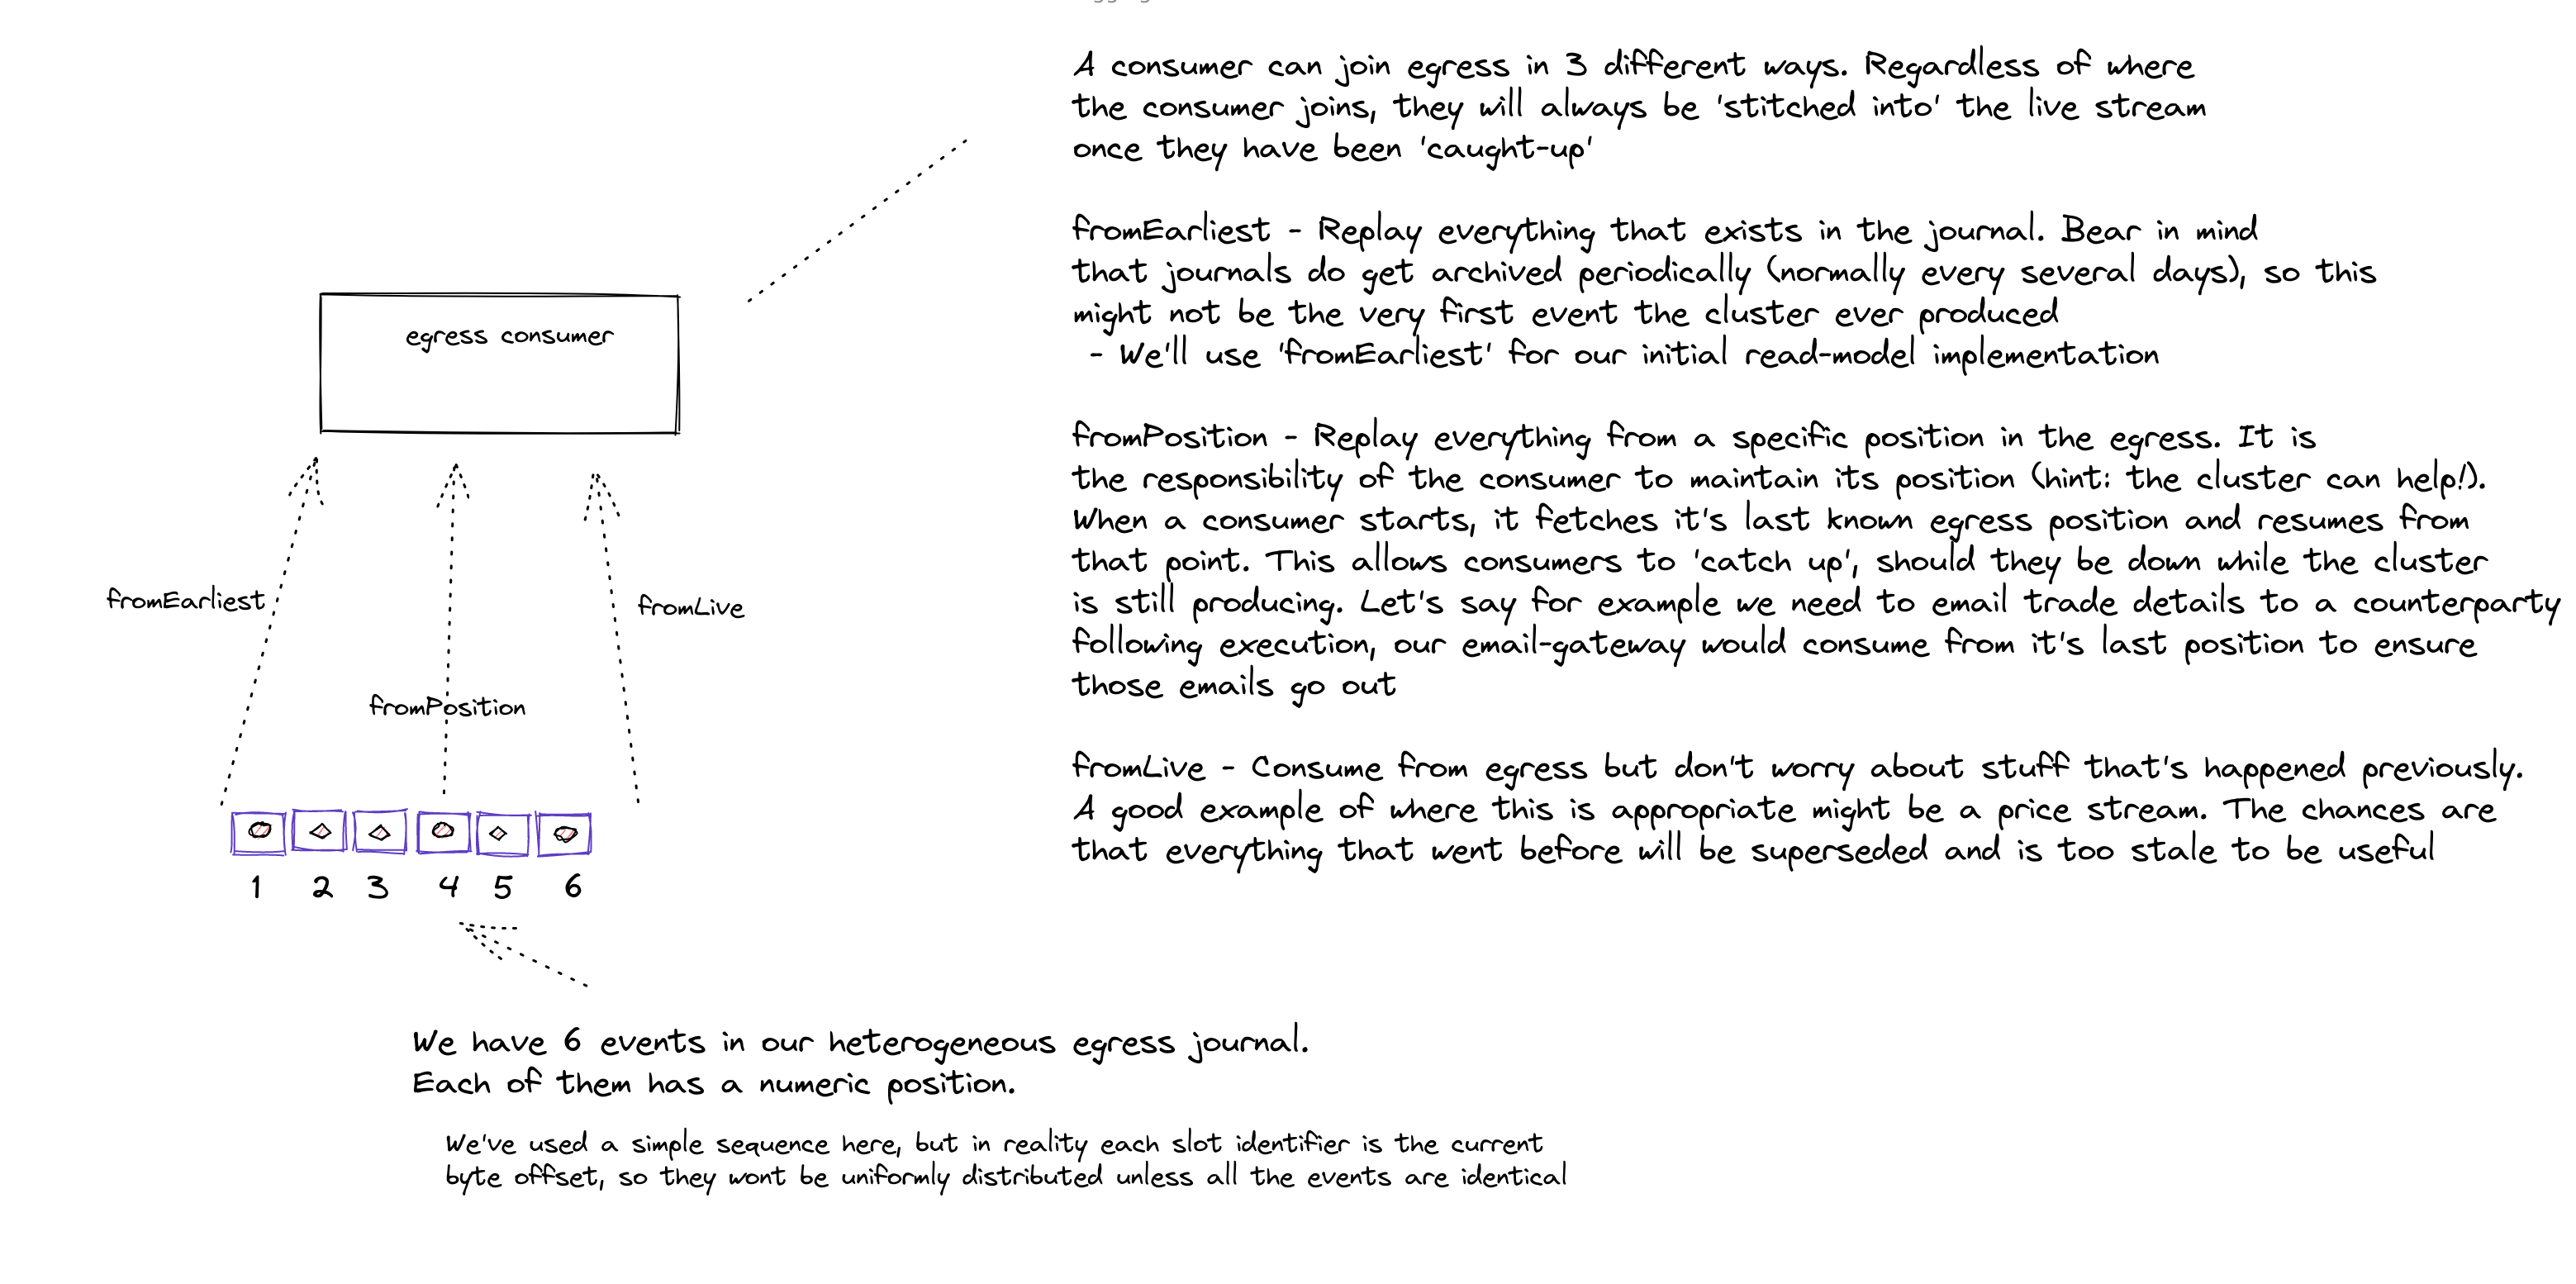 A consumer can join egress in 3 different ways. Regardless of where
the consumer joins, they will always be 'stitched into' the live stream
once they have been 'caught-up'
fromEarliest - Replay everything that exists in the journal. Bear in mind
that journals do get archived periodically (normally every several days), so this
might not be the very first event the cluster ever produced
- We'll use 'fromEarliest' for our initial read-model implementation
fromPosition - Replay everything from a specific position in the egress. It is
the responsibility of the consumer to maintain its position (hint: the cluster can help!).
When a consumer starts, it fetches it's last known egress position and resumes from
that point. This allows consumers to 'catch up', should they be down while the cluster
is still producing. Let's say for example we need to email trade details to a counterparty
following execution, our email-gateway would consume from it's last position to ensure
those emails go out
fromLive - Consume from egress but don't worry about stuff that's happened previously.
A good example of where this is appropriate might be a price stream. The chances are
that everything that went before will be superseded and is too stale to be useful
egress consumer
fromEarliest
fromLive
fromPosition
1 2 3 4 5 6
We have 6 events in our heterogeneous egress journal.
Each of them has a numeric position.
We've used a simple sequence here, but in reality each slot identifier is the current
byte offset, so they wont be uniformly distributed unless all the events are identical